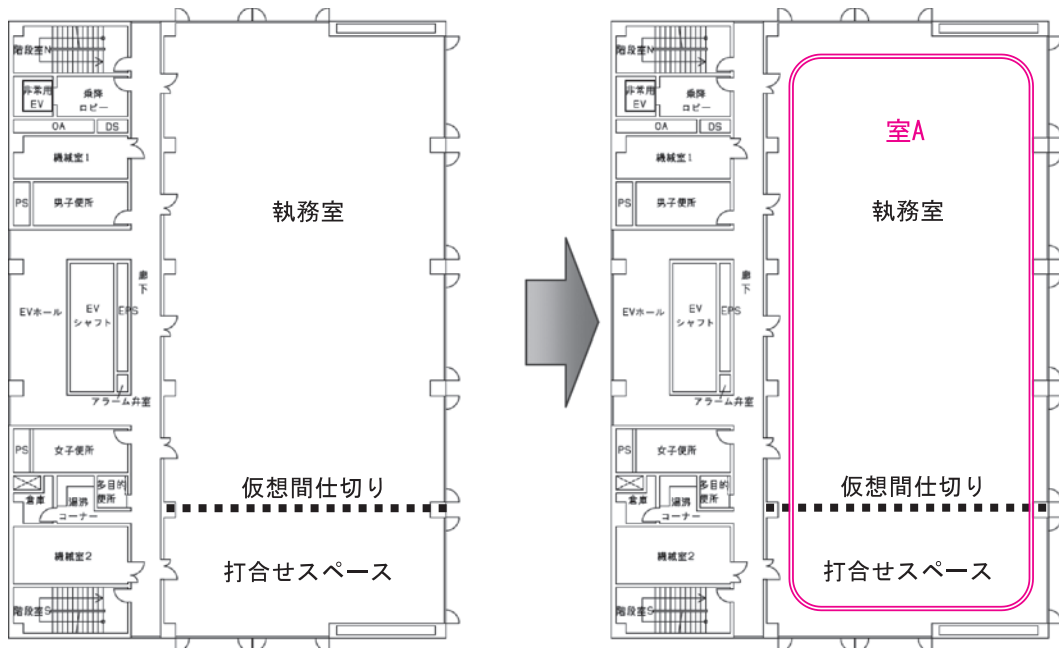 階段室N
非常用
EV
乗降
ロビー
OA
DS
機械室1
PS
男子便所
執務室
廊
下
EVホール
EV
シャフト
EPS
アラーム弁室
PS
女子便所
倉庫
湯沸
コーナー
多目的
便所
仮想間仕切り
機械室2
打合せスペース
階段室S
階段室N
非常用
EV
乗降
ロビー
OA
DS
室A
機械室1
PS
男子便所
執務室
廊
下
EVホール
EV
シャフト
EPS
アラーム弁室
PS
女子便所
倉庫
湯沸
コーナー
多目的
便所
仮想間仕切り
機械室2
打合せスペース
階段室S